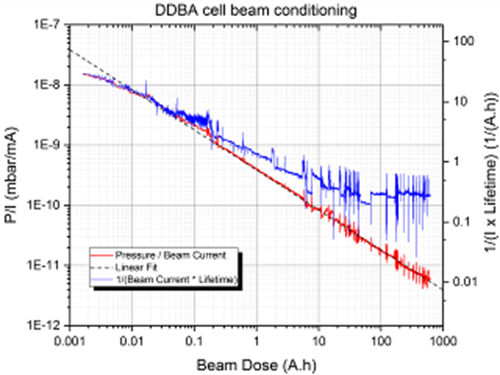 DDBA cell beam conditioning
1E-7
1E-8
1E-9
1E-10
1E-11
1E-12
P/I (mbar/mA)
100
10
1
0.1
0.01
1/(I x Lifetime) (1/(A.h))
Pressure / Beam Current
Linear Fit
1/(Beam Current * Lifetime)
0.001
0.01
0.1
1
10
100
1000
Beam Dose (A.h)